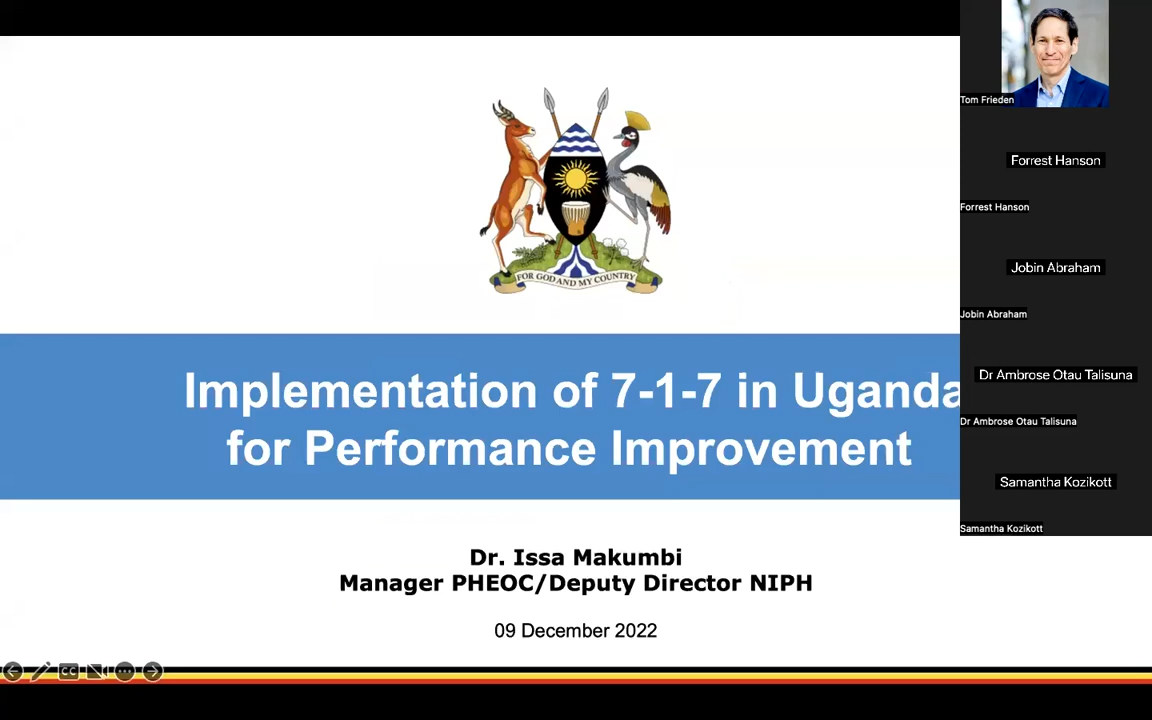 FOR GOD AND MY COUNTRY
Implementation of 7-1-7 in Uganda
for Performance Improvement
Dr. Issa Makumbi
Manager PHEOC/Deputy Director NIPH
09 December 2022
CC
Tom Frieden
Forrest Hanson
Forrest Hanson
Jobin Abraham
Jobin Abraham
Dr Ambrose Otau Talisuna
Dr Ambrose Otau Talisuna
Samantha Kozikott
Samantha Kozikott